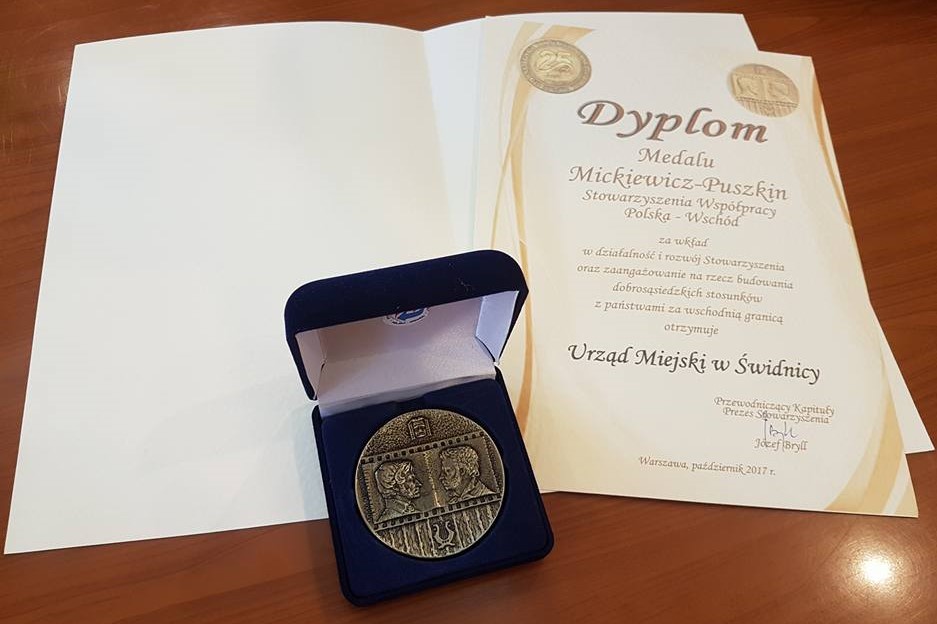 25
Dyplom
Medalu
Mickiewicz-Puszkin
Stowarzyszenia Współpracy
Polska - Wschód
za wkład
w działalność i rozwój Stowarzyszenia
oraz zaangażowanie na rzecz budowania
dobrosąsiedzkich stosunków
z państwami za wschodnią granicą
otrzymuje
Urząd Miejski w Świdnicy
Przewodniczący Kapituły
Prezes Stowarzyszenia
Józef Bryll
Warszawa, październik 2017 r.